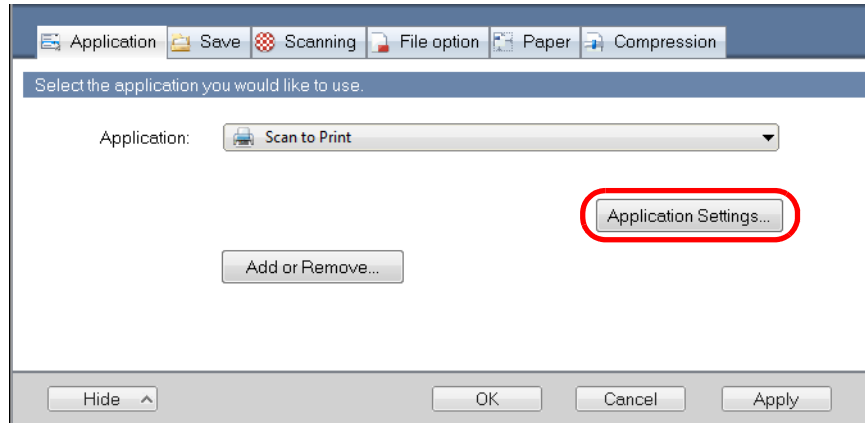 Application Save Scanning File option Paper Compression
Select the application you would like to use.
Application: Scan to Print
Application Settings...
Add or Remove...
Hide OK Cancel Apply